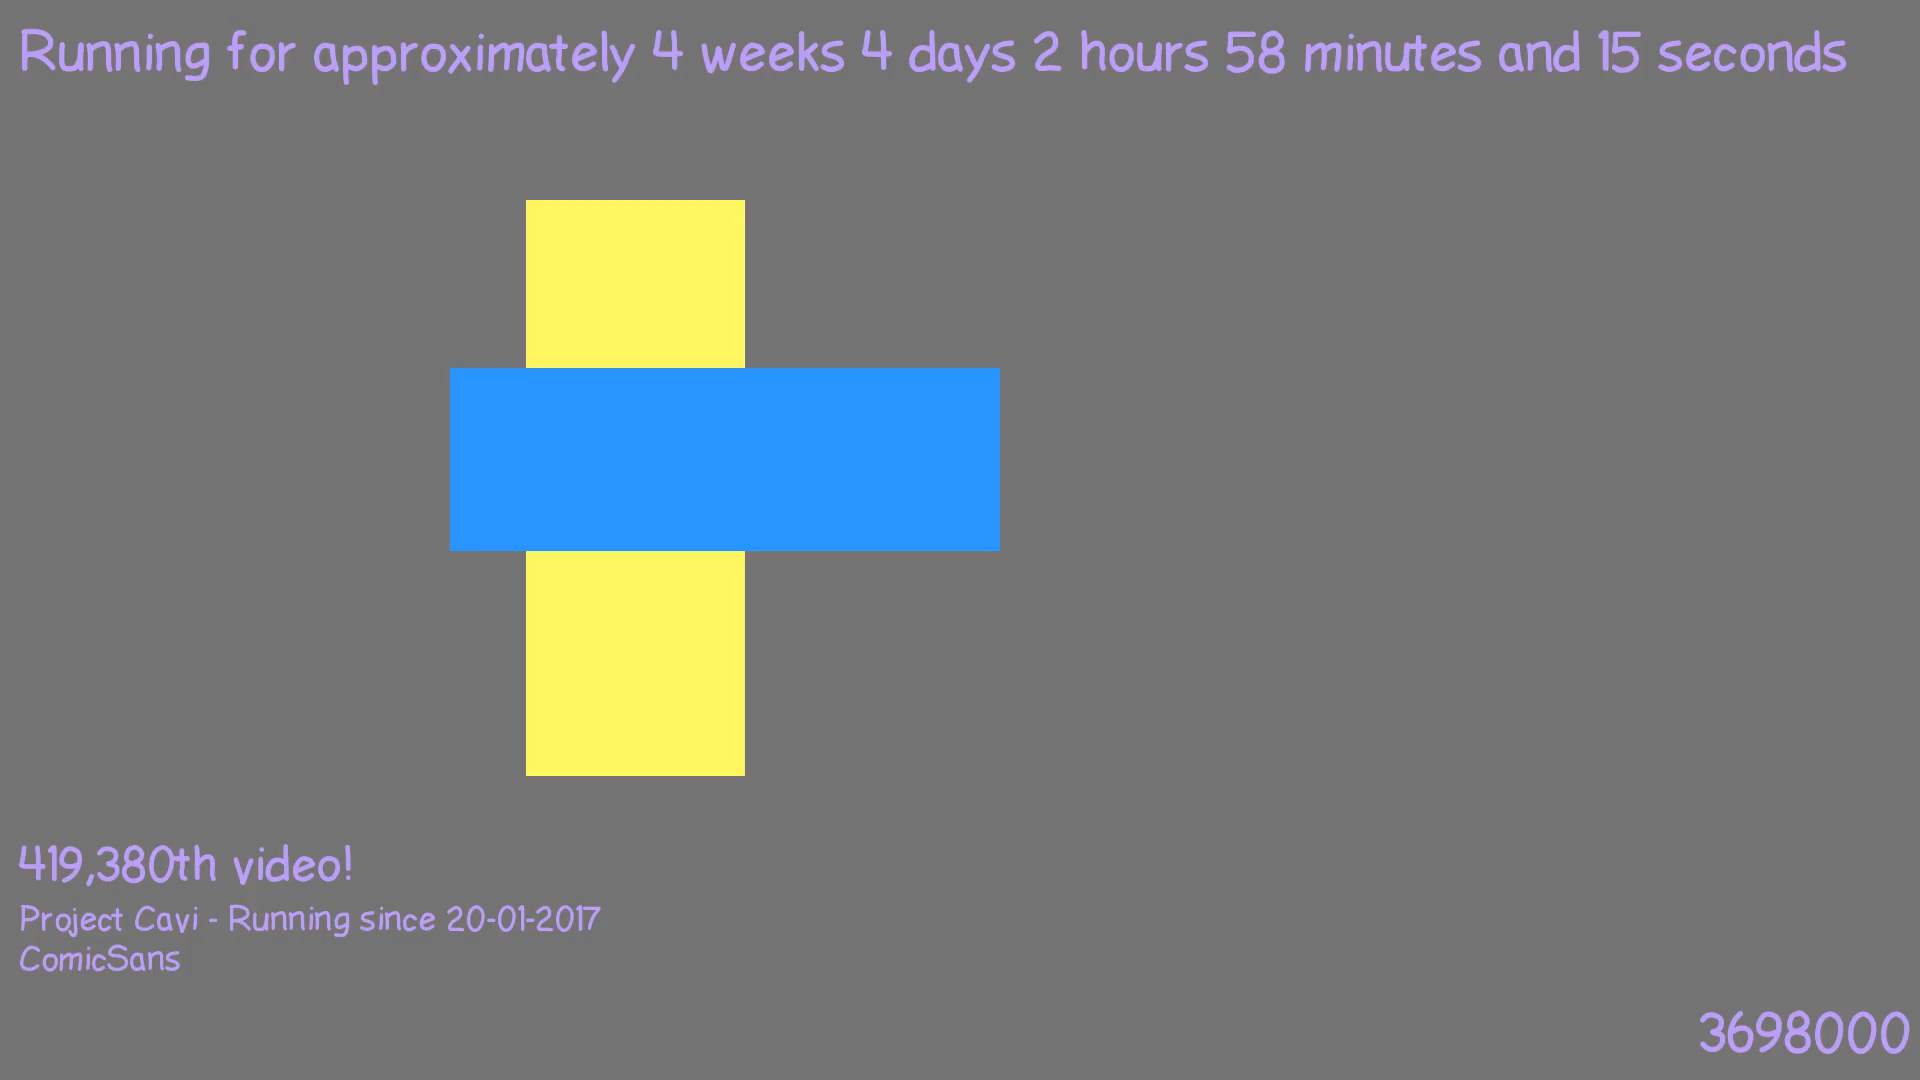 Running for approximately 4 weeks 4 days 2 hours 58 minutes and 15 seconds
419,380th video!
Project Cavi - Running since 20-01-2017
ComicSans
3698000